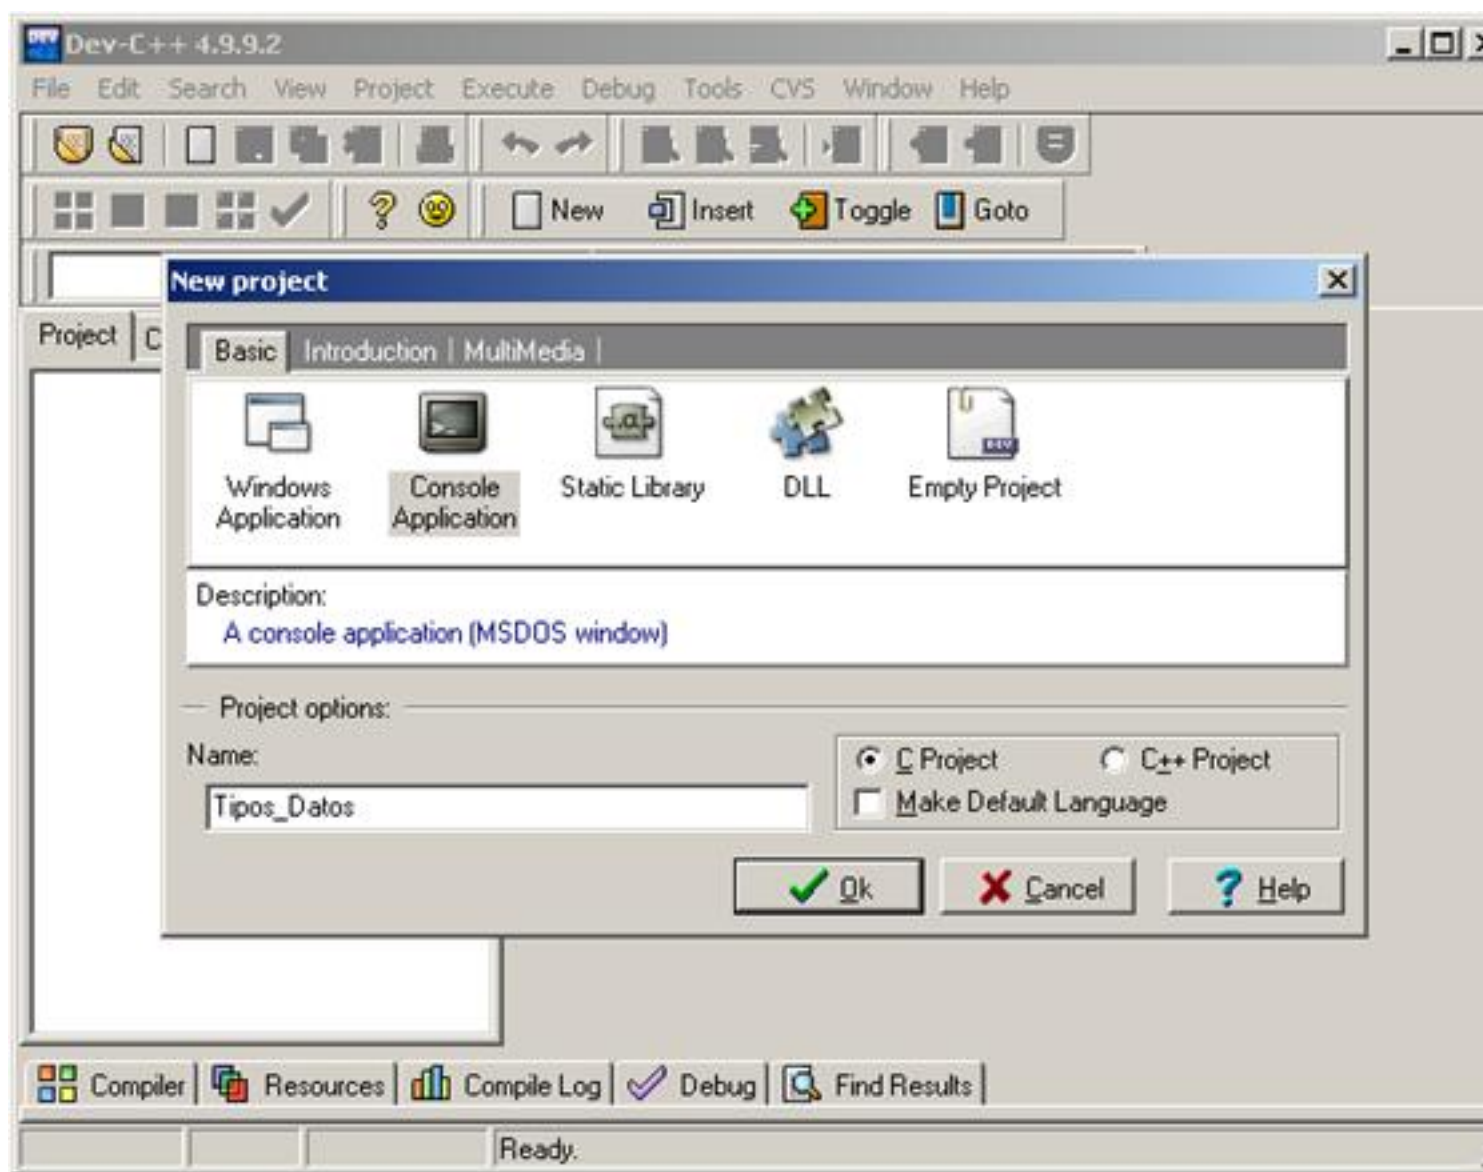 Dev-C++ 4.9.9.2
File Edit Search View Project Execute Debug Tools CVS Window Help
New Insert Toggle Goto
New project
Project C
Basic Introduction MultiMedia
Windows Application
Console Application
Static Library
DLL
Empty Project
Description:
A console application (MSDOS window)
Project options:
Name:
C Project C++ Project
Tipos_Datos
Make Default Language
Ok Cancel Help
Compiler Resources Compile Log Debug Find Results
Ready.